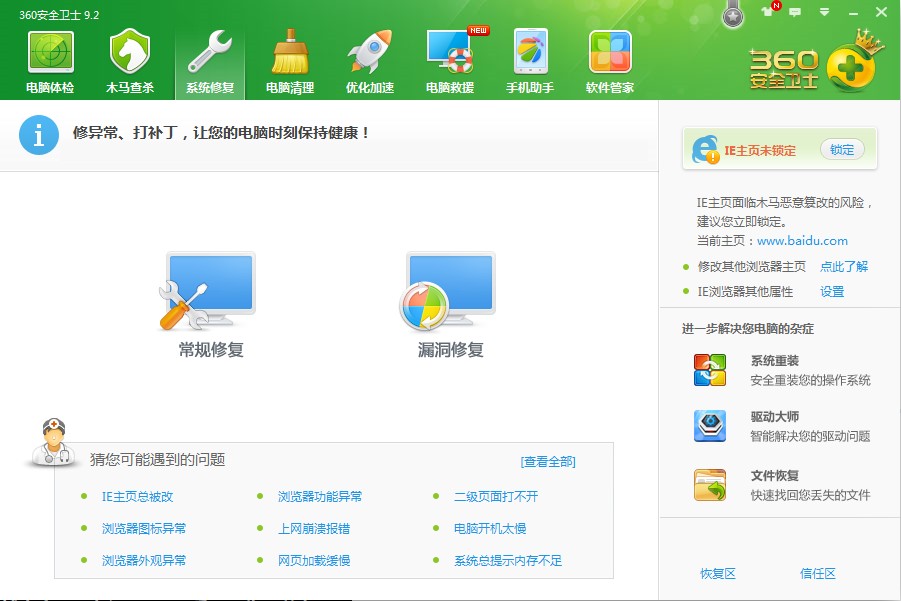 360安全卫士 9.2
N
电脑体检
木马查杀
系统修复
电脑清理
优化加速
NEW
电脑救援
手机助手
软件管家
360
安全卫士
修异常、打补丁，让您的电脑时刻保持健康！
常规修复
漏洞修复
猜您可能遇到的问题
[查看全部]
IE主页总被改
浏览器功能异常
二级页面打不开
浏览器图标异常
上网崩溃报错
电脑开机太慢
浏览器外观异常
网页加载缓慢
系统总提示内存不足
IE主页未锁定
锁定
IE主页面临木马恶意篡改的风险，
建议您立即锁定。
当前主页：www.baidu.com
修改其他浏览器主页 点此了解
IE浏览器其他属性 设置
进一步解决您电脑的杂症
系统重装
安全重装您的操作系统
驱动大师
智能解决您的驱动问题
文件恢复
快速找回您丢失的文件
恢复区
信任区